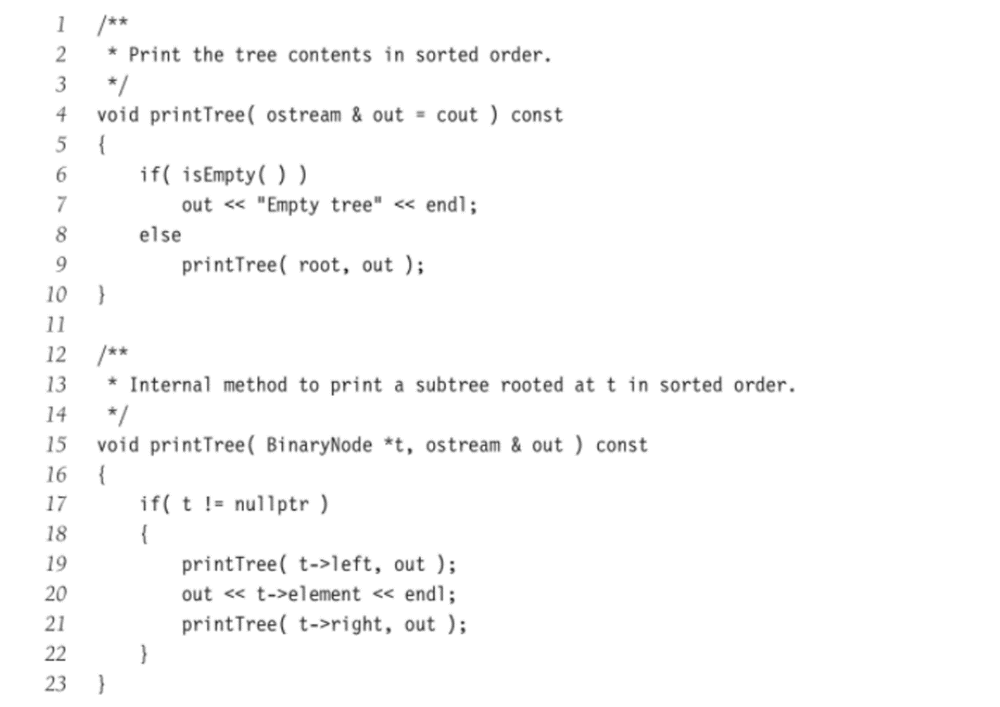 1 /**
2  * Print the tree contents in sorted order.
3  */
4 void printTree( ostream & out = cout ) const
5 {
6     if( isEmpty( ) )
7         out << "Empty tree" << endl;
8     else
9         printTree( root, out );
10 }
11
12 /**
13  * Internal method to print a subtree rooted at t in sorted order.
14  */
15 void printTree( BinaryNode *t, ostream & out ) const
16 {
17     if( t != nullptr )
18     {
19         printTree( t->left, out );
20         out << t->element << endl;
21         printTree( t->right, out );
22     }
23 }